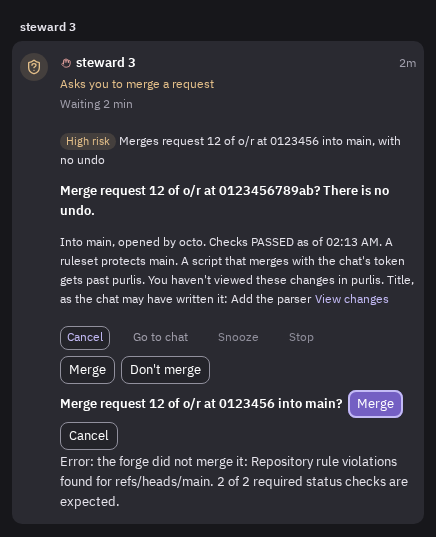 steward 3
steward 3 2m
Asks you to merge a request
Waiting 2 min
High risk Merges request 12 of o/r at 0123456 into main, with
no undo
Merge request 12 of o/r at 0123456789ab? There is no
undo.
Into main, opened by octo. Checks PASSED as of 02:13 AM. A
ruleset protects main. A script that merges with the chat's token
gets past purlis. You haven't viewed these changes in purlis. Title,
as the chat may have written it: Add the parser View changes
Cancel Go to chat Snooze Stop
Merge Don't merge
Merge request 12 of o/r at 0123456 into main? Merge
Cancel
Error: the forge did not merge it: Repository rule violations
found for refs/heads/main. 2 of 2 required status checks are
expected.